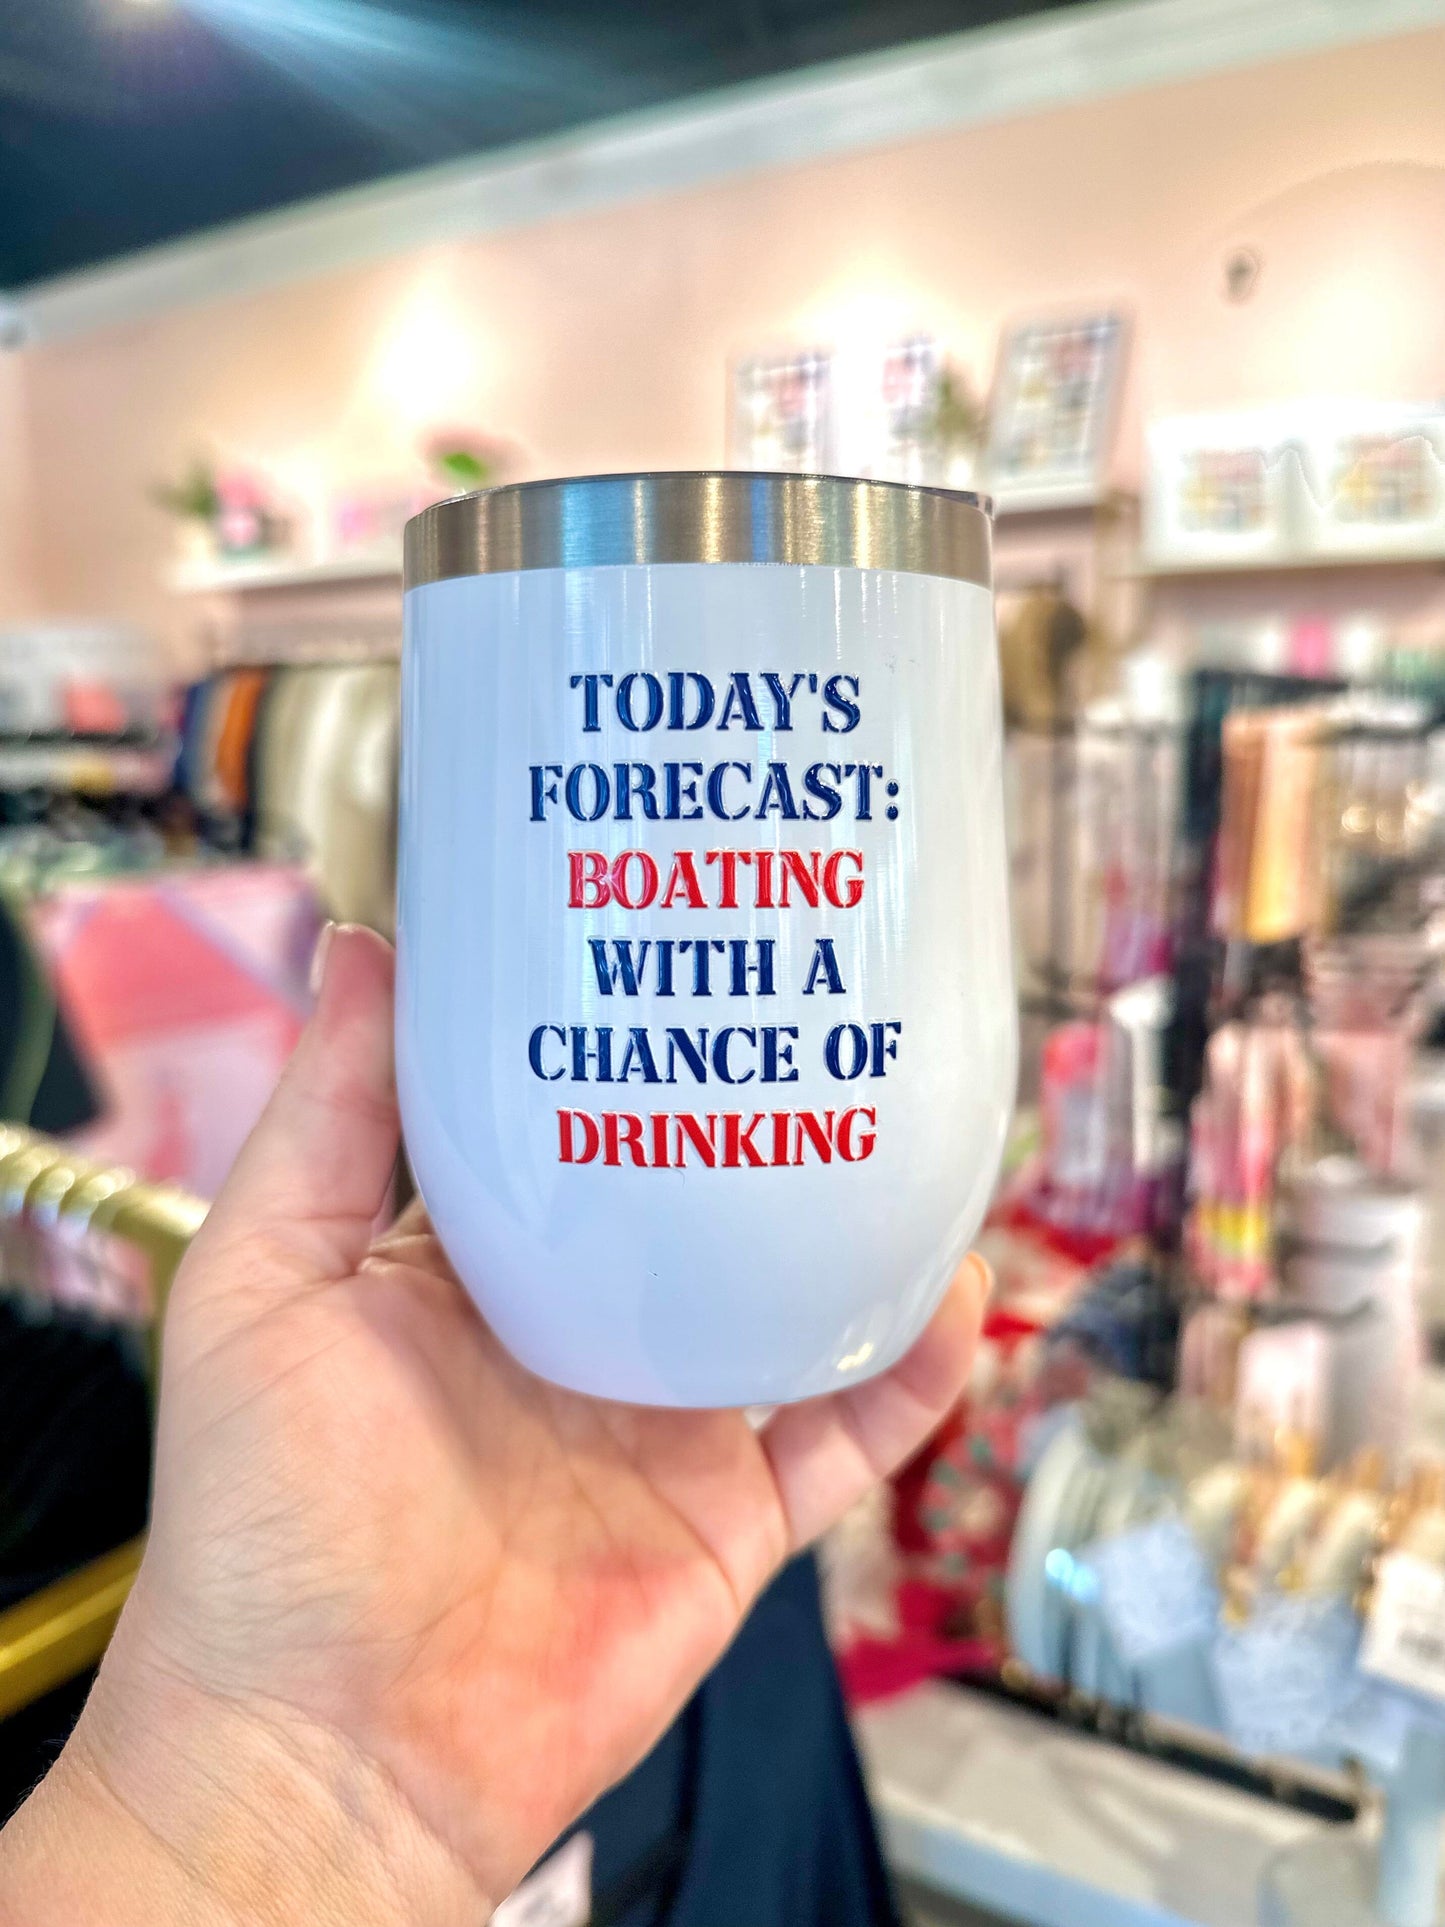 TODAY'S
FORECAST:
BOATING
WITH A
CHANCE OF
DRINKING